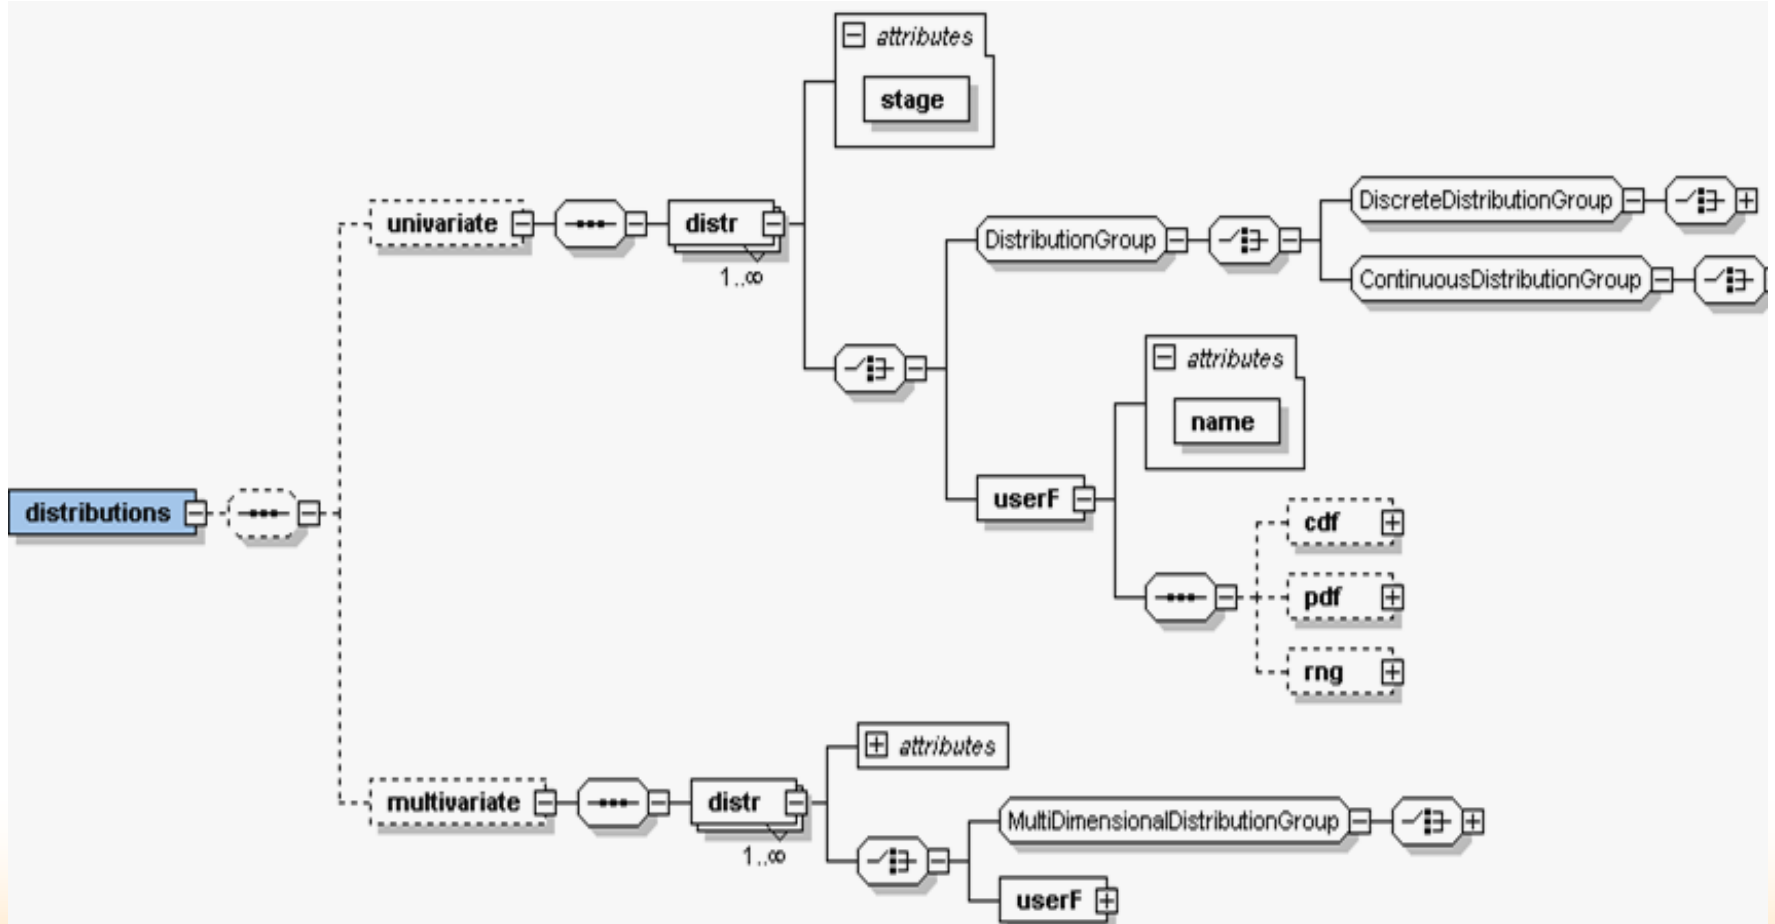 attributes
stage
univariate
distr
1..∞
DistributionGroup
DiscreteDistributionGroup
ContinuousDistributionGroup
attributes
name
userF
cdf
pdf
rng
distributions
multivariate
distr
1..∞
attributes
MultiDimensionalDistributionGroup
userF